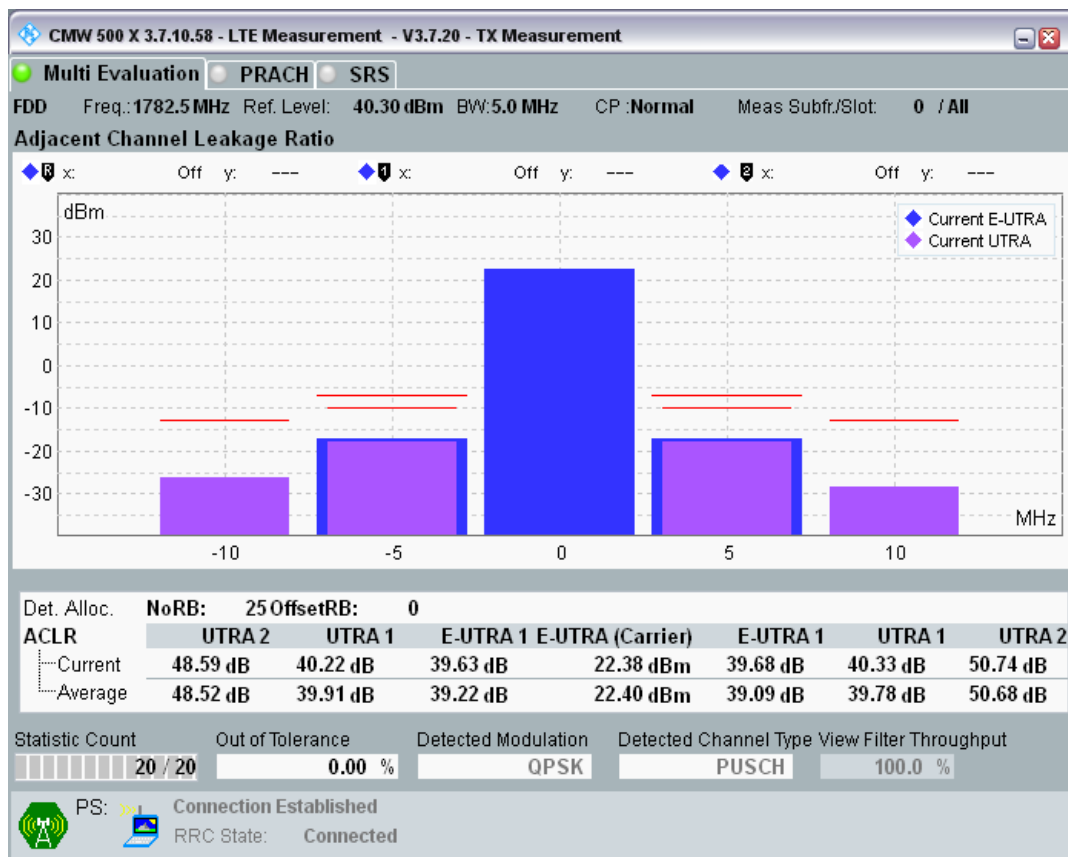 CMW 500 X 3.7.10.58 - LTE Measurement - V3.7.20 - TX Measurement
Multi Evaluation PRACH SRS
FDD Freq.:1782.5 MHz Ref. Level: 40.30 dBm BW:5.0 MHz CP :Normal Meas Subfr./Slot: 0 / All
Adjacent Channel Leakage Ratio
R x: Off y: --- 1 x: Off y: --- 2 x: Off y: ---
dBm
Current E-UTRA
Current UTRA
30
20
10
0
-10
-20
-30
MHz
-10 -5 0 5 10
Det. Alloc. NoRB: 25 OffsetRB: 0
ACLR UTRA 2 UTRA 1 E-UTRA 1 E-UTRA (Carrier) E-UTRA 1 UTRA 1 UTRA 2
Current 48.59 dB 40.22 dB 39.63 dB 22.38 dBm 39.68 dB 40.33 dB 50.74 dB
Average 48.52 dB 39.91 dB 39.22 dB 22.40 dBm 39.09 dB 39.78 dB 50.68 dB
Statistic Count Out of Tolerance Detected Modulation Detected Channel Type View Filter Throughput
20 / 20 0.00 % QPSK PUSCH 100.0 %
PS: Connection Established
RRC State: Connected